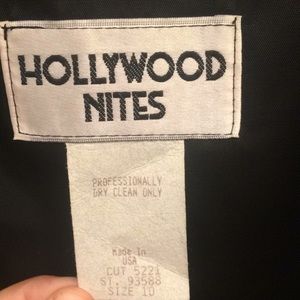 HOLLYWOOD
NITES
PROFESSIONALLY
DRY CLEAN ONLY
Made In
USA
CUT 5221
ST. 93588
SIZE 10